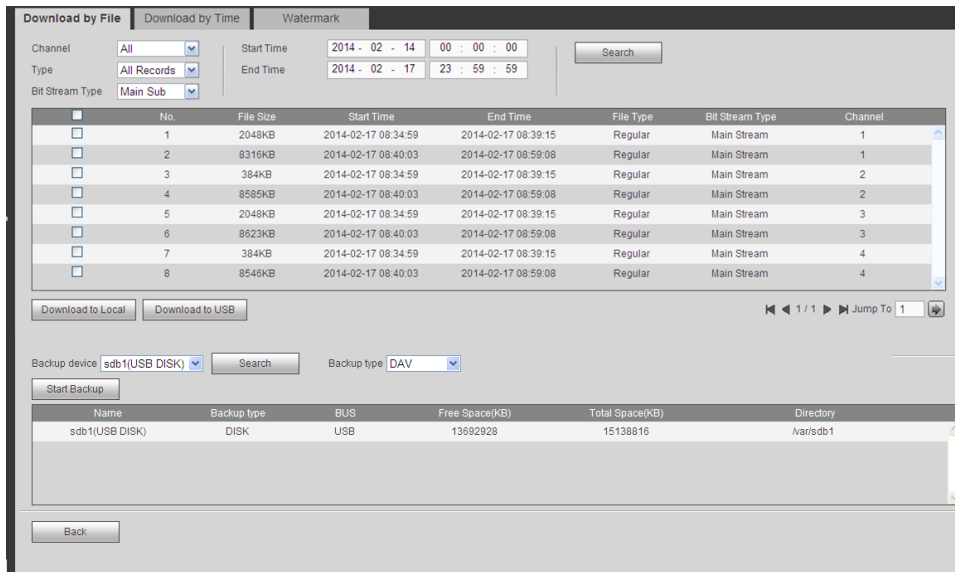 Download by File Download by Time Watermark
Channel All Start Time 2014 - 02 - 14 00 : 00 : 00 Search
Type All Records End Time 2014 - 02 - 17 23 : 59 : 59
Bit Stream Type Main Sub
No. File Size Start Time End Time File Type Bit Stream Type Channel
1 2048KB 2014-02-17 08:34:59 2014-02-17 08:39:15 Regular Main Stream 1
2 8316KB 2014-02-17 08:40:03 2014-02-17 08:59:08 Regular Main Stream 1
3 384KB 2014-02-17 08:34:59 2014-02-17 08:39:15 Regular Main Stream 2
4 8585KB 2014-02-17 08:40:03 2014-02-17 08:59:08 Regular Main Stream 2
5 2048KB 2014-02-17 08:34:59 2014-02-17 08:39:15 Regular Main Stream 3
6 8623KB 2014-02-17 08:40:03 2014-02-17 08:59:08 Regular Main Stream 3
7 384KB 2014-02-17 08:34:59 2014-02-17 08:39:15 Regular Main Stream 4
8 8546KB 2014-02-17 08:40:03 2014-02-17 08:59:08 Regular Main Stream 4
Download to Local Download to USB 1 / 1 Jump To 1
Backup device sdb1(USB DISK) Search Backup type DAV
Start Backup
Name Backup type BUS Free Space(KB) Total Space(KB) Directory
sdb1(USB DISK) DISK USB 13692928 15138816 /var/sdb1
Back